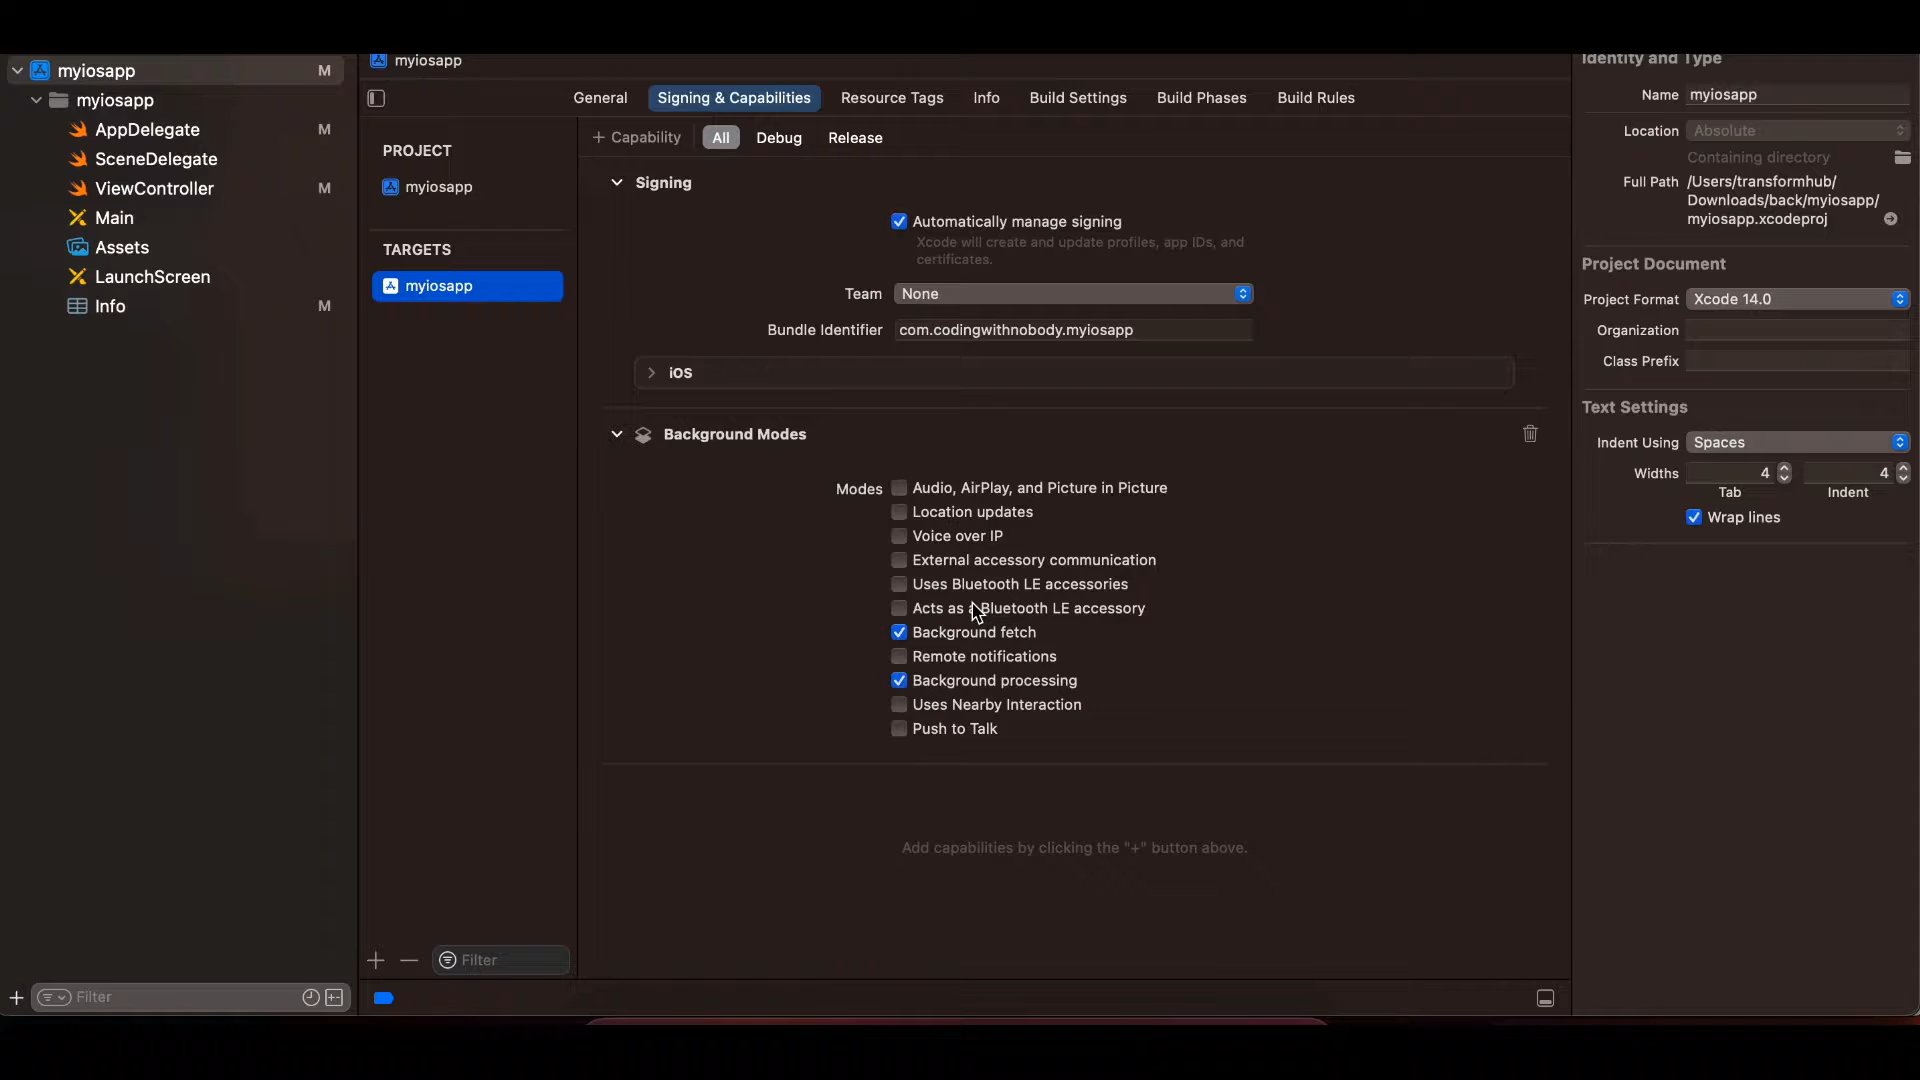 myiosapp M
myiosapp
AppDelegate M
SceneDelegate
ViewController M
Main
Assets
LaunchScreen
Info M
Filter
myiosapp
General Signing & Capabilities Resource Tags Info Build Settings Build Phases Build Rules
PROJECT
myiosapp
TARGETS
myiosapp
Filter
+ Capability All Debug Release
Signing
Automatically manage signing
Xcode will create and update profiles, app IDs, and
certificates.
Team None
Bundle Identifier com.codingwithnobody.myiosapp
iOS
Background Modes
Modes Audio, AirPlay, and Picture in Picture
Location updates
Voice over IP
External accessory communication
Uses Bluetooth LE accessories
Acts as a Bluetooth LE accessory
Background fetch
Remote notifications
Background processing
Uses Nearby Interaction
Push to Talk
Add capabilities by clicking the "+" button above.
Identity and Type
Name myiosapp
Location Absolute
Containing directory
Full Path /Users/transformhub/
Downloads/back/myiosapp/
myiosapp.xcodeproj
Project Document
Project Format Xcode 14.0
Organization
Class Prefix
Text Settings
Indent Using Spaces
Widths 4 4
Tab Indent
Wrap lines